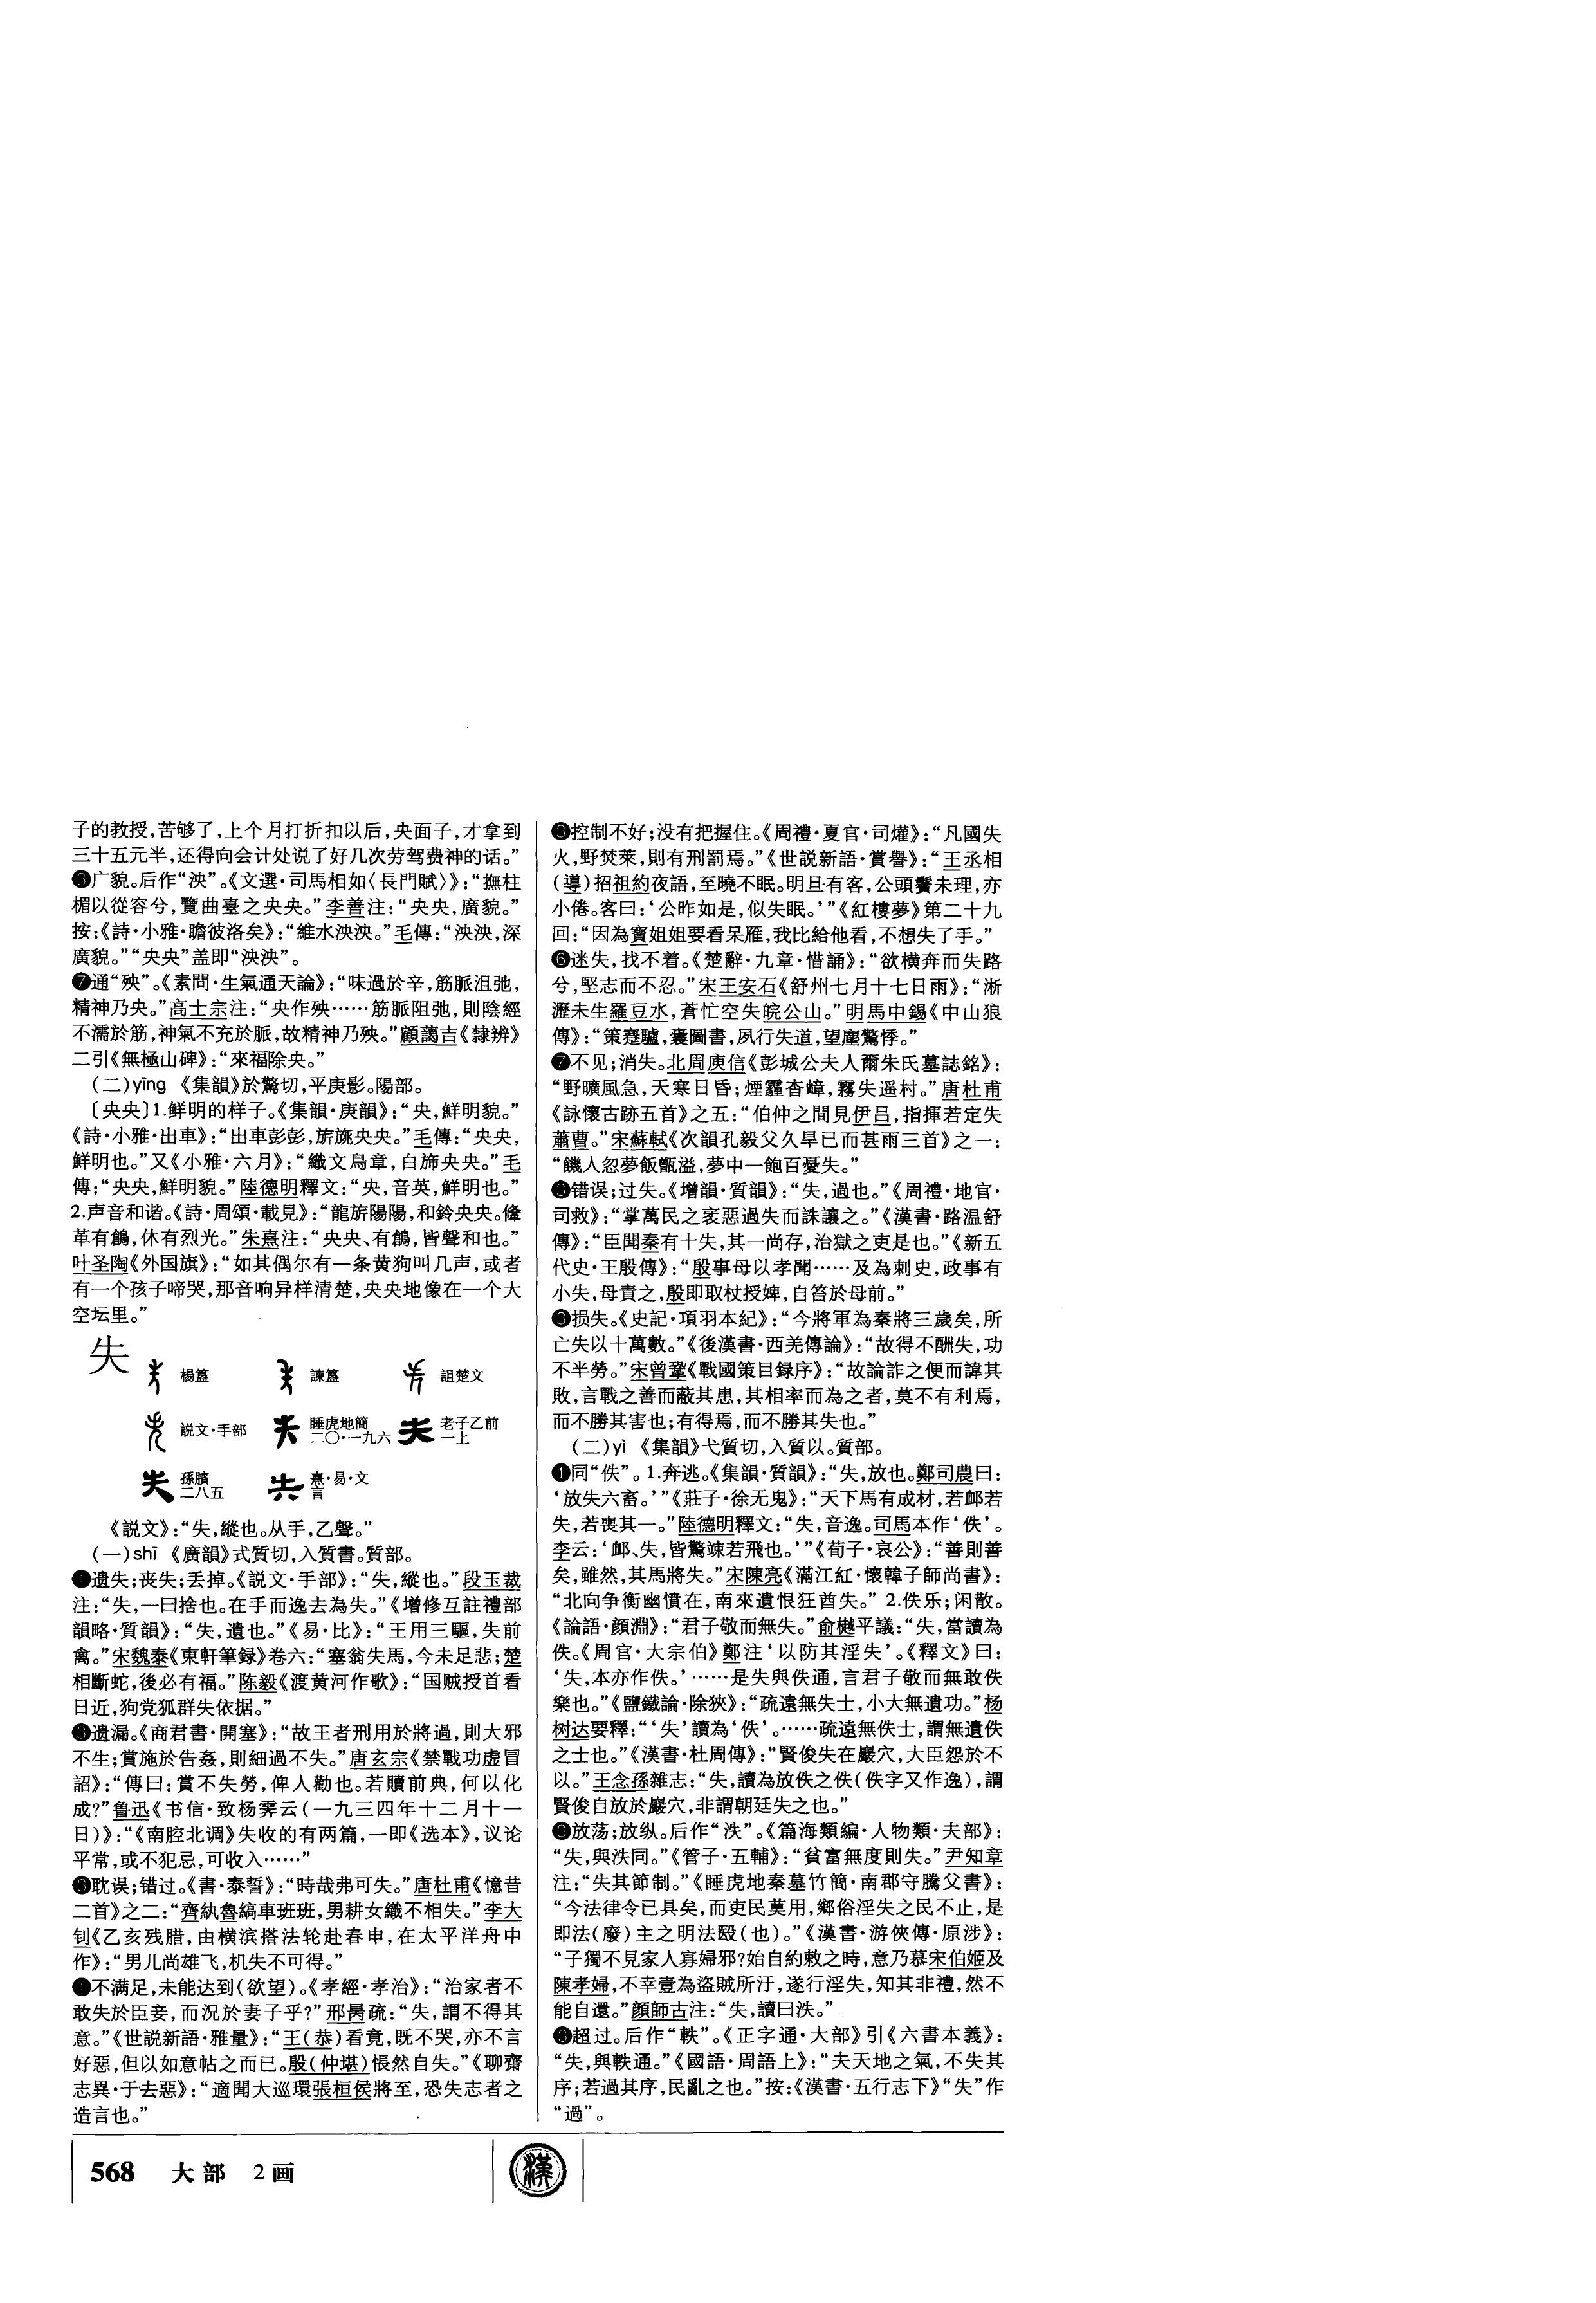 子的教授,苦够了,上个月打折扣以后,央面子,才拿到
三十五元半,还得向会计处说了好几次劳驾费神的话。”
❻广貌。后作“泱”。《文選·司馬相如〈長門賦〉》:“撫柱
楣以從容兮,覽曲臺之央央。”李善注:“央央,廣貌。”
按:《詩·小雅·瞻彼洛矣》:“維水泱泱。”毛傳:“泱泱,深
廣貌。”“央央”盖即“泱泱”。
❼通“殃”。《素問·生氣通天論》:“味過於辛,筋脈沮弛,
精神乃央。”高士宗注:“央作殃……筋脈阻弛,則陰經
不濡於筋,神氣不充於脈,故精神乃殃。”顧藹吉《隸辨》
二引《無極山碑》:“來福除央。”
(二)yīng 《集韻》於驚切,平庚影。陽部。
〔央央〕1.鲜明的样子。《集韻·庚韻》:“央,鮮明貌。”
《詩·小雅·出車》:“出車彭彭,旂旐央央。”毛傳:“央央,
鮮明也。”又《小雅·六月》:“織文鳥章,白斾央央。”毛
傳:“央央,鮮明貌。”陸德明釋文:“央,音英,鮮明也。”
2.声音和谐。《詩·周頌·載見》:“龍旂陽陽,和鈴央央。鞗
革有鶬,休有烈光。”朱熹注:“央央、有鶬,皆聲和也。”
叶圣陶《外国旗》:“如其偶尔有一条黄狗叫几声,或者
有一个孩子啼哭,那音响异样清楚,央央地像在一个大
空坛里。”
失
楊簋 諫簋 詛楚文
説文·手部 睡虎地簡二〇·一九六 老子乙前一上
孫臏二八五 熹·易·文言
《説文》:“失,縱也。从手,乙聲。”
(一)shī 《廣韻》式質切,入質書。質部。
❶遗失;丧失;丢掉。《説文·手部》:“失,縱也。”段玉裁
注:“失,一曰捨也。在手而逸去為失。”《增修互註禮部
韻略·質韻》:“失,遺也。”《易·比》:“王用三驅,失前
禽。”宋魏泰《東軒筆録》卷六:“塞翁失馬,今未足悲;楚
相斷蛇,後必有福。”陈毅《渡黄河作歌》:“国贼授首看
日近,狗党狐群失依据。”
❷遗漏。《商君書·開塞》:“故王者刑用於將過,則大邪
不生;賞施於告姦,則細過不失。”唐玄宗《禁戰功虚冒
詔》:“傳曰:賞不失勞,俾人勸也。若贖前典,何以化
成?”鲁迅《书信·致杨霁云(一九三四年十二月十一
日)》:“《南腔北调》失收的有两篇,一即《选本》,议论
平常,或不犯忌,可收入……”
❸耽误;错过。《書·泰誓》:“時哉弗可失。”唐杜甫《憶昔
二首》之二:“齊紈魯縞車班班,男耕女織不相失。”李大
钊《乙亥残腊,由横滨搭法轮赴春申,在太平洋舟中
作》:“男儿尚雄飞,机失不可得。”
❹不满足,未能达到(欲望)。《孝經·孝治》:“治家者不
敢失於臣妾,而況於妻子乎?”邢昺疏:“失,謂不得其
意。”《世説新語·雅量》:“王(恭)看竟,既不哭,亦不言
好惡,但以如意帖之而已。殷(仲堪)悵然自失。”《聊齋
志異·于去惡》:“適聞大巡環張桓侯將至,恐失志者之
造言也。”
❺控制不好;没有把握住。《周禮·夏官·司爟》:“凡國失
火,野焚萊,則有刑罰焉。”《世説新語·賞譽》:“王丞相
(導)招祖約夜語,至曉不眠。明旦有客,公頭鬢未理,亦
小倦。客曰:‘公昨如是,似失眠。’”《紅樓夢》第二十九
回:“因為寶姐姐要看呆雁,我比給他看,不想失了手。”
❻迷失,找不着。《楚辭·九章·惜誦》:“欲横奔而失路
兮,堅志而不忍。”宋王安石《舒州七月十七日雨》:“淅
瀝未生羅豆水,蒼忙空失皖公山。”明馬中錫《中山狼
傳》:“策蹇驢,囊圖書,夙行失道,望塵驚悸。”
❼不见;消失。北周庾信《彭城公夫人爾朱氏墓誌銘》:
“野曠風急,天寒日昏;煙霾杳嶂,霧失遥村。”唐杜甫
《詠懷古跡五首》之五:“伯仲之間見伊吕,指揮若定失
蕭曹。”宋蘇軾《次韻孔毅父久旱已而甚雨三首》之一:
“饑人忽夢飯甑溢,夢中一飽百憂失。”
❽错误;过失。《增韻·質韻》:“失,過也。”《周禮·地官·
司救》:“掌萬民之衺惡過失而誅讓之。”《漢書·路温舒
傳》:“臣聞秦有十失,其一尚存,治獄之吏是也。”《新五
代史·王殷傳》:“殷事母以孝聞……及為刺史,政事有
小失,母責之,殷即取杖授婢,自笞於母前。”
❾损失。《史記·項羽本紀》:“今將軍為秦將三歲矣,所
亡失以十萬數。”《後漢書·西羌傳論》:“故得不酬失,功
不半勞。”宋曾鞏《戰國策目録序》:“故論詐之便而諱其
敗,言戰之善而蔽其患,其相率而為之者,莫不有利焉,
而不勝其害也;有得焉,而不勝其失也。”
(二)yì 《集韻》弋質切,入質以。質部。
❶同“佚”。1.奔逃。《集韻·質韻》:“失,放也。鄭司農曰:
‘放失六畜。’”《莊子·徐无鬼》:“天下馬有成材,若卹若
失,若喪其一。”陸德明釋文:“失,音逸。司馬本作‘佚’。
李云:‘卹、失,皆驚竦若飛也。’”《荀子·哀公》:“善則善
矣,雖然,其馬將失。”宋陳亮《滿江紅·懷韓子師尚書》:
“北向争衡幽憤在,南來遺恨狂酋失。” 2.佚乐;闲散。
《論語·顔淵》:“君子敬而無失。”俞樾平議:“失,當讀為
佚。《周官·大宗伯》鄭注‘以防其淫失’。《釋文》曰:
‘失,本亦作佚。’……是失與佚通,言君子敬而無敢佚
樂也。”《鹽鐵論·除狹》:“疏遠無失士,小大無遺功。”杨
树达要釋:“‘失’讀為‘佚’。……疏遠無佚士,謂無遺佚
之士也。”《漢書·杜周傳》:“賢俊失在巖穴,大臣怨於不
以。”王念孫雜志:“失,讀為放佚之佚(佚字又作逸),謂
賢俊自放於巖穴,非謂朝廷失之也。”
❷放荡;放纵。后作“泆”。《篇海類編·人物類·夫部》:
“失,與泆同。”《管子·五輔》:“貧富無度則失。”尹知章
注:“失其節制。”《睡虎地秦墓竹簡·南郡守騰父書》:
“今法律令已具矣,而吏民莫用,鄉俗淫失之民不止,是
即法(廢)主之明法殹(也)。”《漢書·游俠傳·原涉》:
“子獨不見家人寡婦邪?始自約敕之時,意乃慕宋伯姬及
陳孝婦,不幸壹為盜賊所汙,遂行淫失,知其非禮,然不
能自還。”顔師古注:“失,讀曰泆。”
❸超过。后作“軼”。《正字通·大部》引《六書本義》:
“失,與軼通。”《國語·周語上》:“夫天地之氣,不失其
序;若過其序,民亂之也。”按:《漢書·五行志下》“失”作
“過”。
568 大部 2画
漢